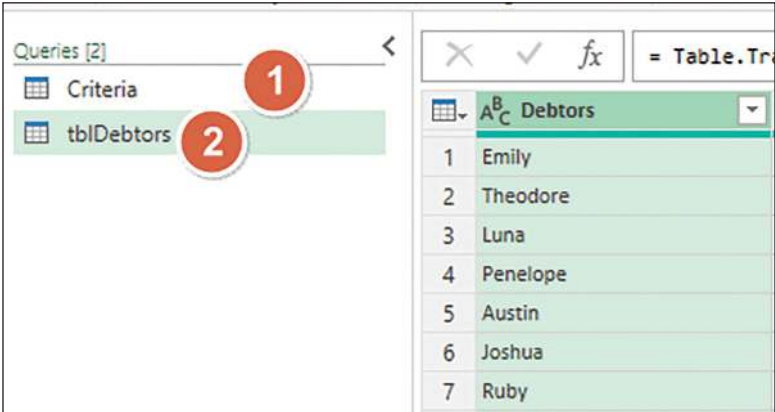 Queries [2]
Criteria
1
tblDebtors
2
fx
= Table.Tra
ABC Debtors
1 Emily
2 Theodore
3 Luna
4 Penelope
5 Austin
6 Joshua
7 Ruby